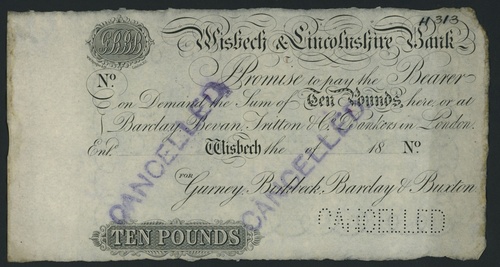 H 313
Wisbech & Lincolnshire Bank
No
I Promise to pay the Bearer
on Demand the Sum of Ten Pounds, here or at
Barclay, Bevan, Tritton & Co. Bankers in London.
Entd. Wisbech the of 18 No
FOR
Gurney, Birkbeck, Barclay & Buxton
TEN POUNDS
CANCELLED
CANCELLED
CANCELLED